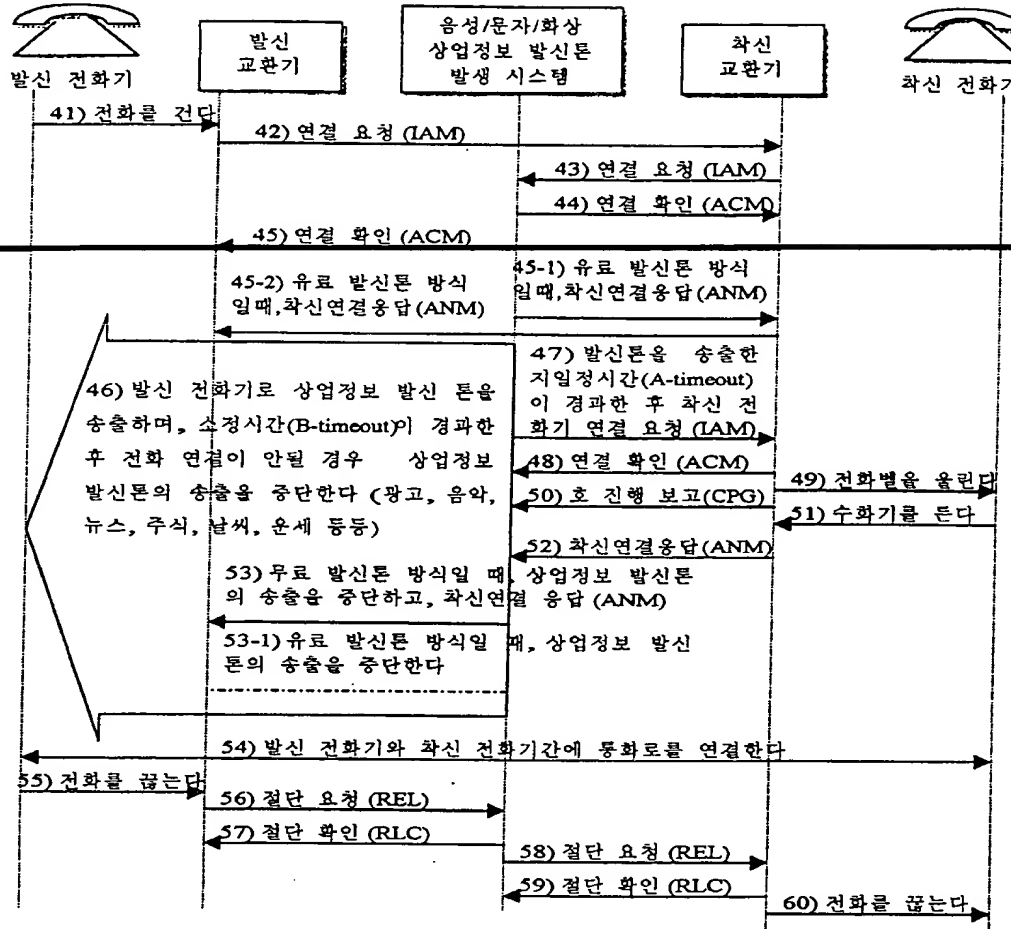 발신 전화기
발신
교환기
음성/문자/화상
상업정보 발신톤
발생 시스템
착신
교환기
착신 전화기
41) 전화를 건다
42) 연결 요청 (IAM)
43) 연결 요청 (IAM)
44) 연결 확인 (ACM)
45) 연결 확인 (ACM)
45-1) 유료 발신톤 방식
일때,착신연결응답(ANM)
45-2) 유료 발신톤 방식
일때,착신연결응답(ANM)
46) 발신 전화기로 상업정보 발신 톤을
송출하며, 소정시간(B-timeout)이 경과한
후 전화 연결이 안될 경우 상업정보
발신톤의 송출을 중단한다 (광고, 음악,
뉴스, 주식, 날씨, 운세 등등)
47) 발신톤을 송출한
지일정시간(A-timeout)
이 경과한 후 착신 전
화기 연결 요청(IAM)
48) 연결 확인 (ACM)
49) 전화벨을 울린다
50) 호 진행 보고(CPG)
51) 수화기를 든다
52) 착신연결응답(ANM)
53) 무료 발신톤 방식일 때, 상업정보 발신톤
의 송출을 중단하고, 착신연결 응답 (ANM)
53-1) 유료 발신톤 방식일 때, 상업정보 발신
톤의 송출을 중단한다
54) 발신 전화기와 착신 전화기간에 통화로를 연결한다
55) 전화를 끊는다
56) 절단 요청 (REL)
57) 절단 확인 (RLC)
58) 절단 요청 (REL)
59) 절단 확인 (RLC)
60) 전화를 끊는다